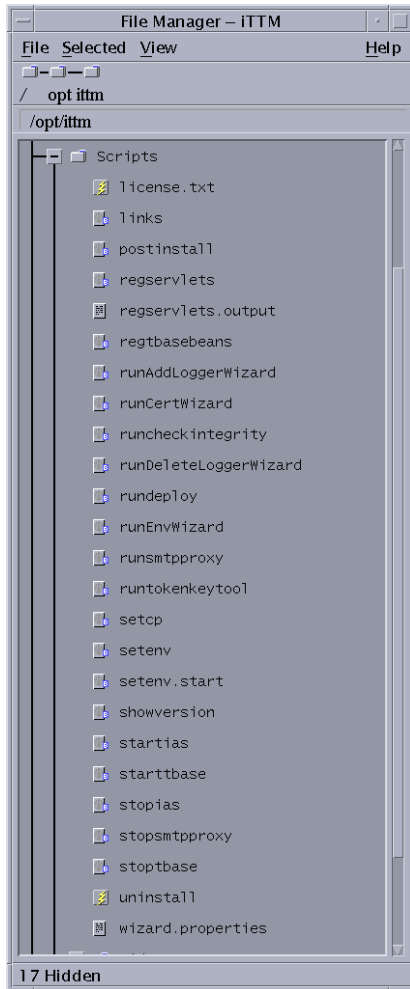 File Manager – iTTM
File Selected View Help
/ opt ittm
/opt/ittm
Scripts
license.txt
links
postinstall
regservlets
regservlets.output
regtbasebeans
runAddLoggerWizard
runCertWizard
runcheckintegrity
runDeleteLoggerWizard
rundeploy
runEnvWizard
runsmtpproxy
runtokenkeytool
setcp
setenv
setenv.start
showversion
startias
starttbase
stopias
stopsmtpproxy
stoptbase
uninstall
wizard.properties
17 Hidden